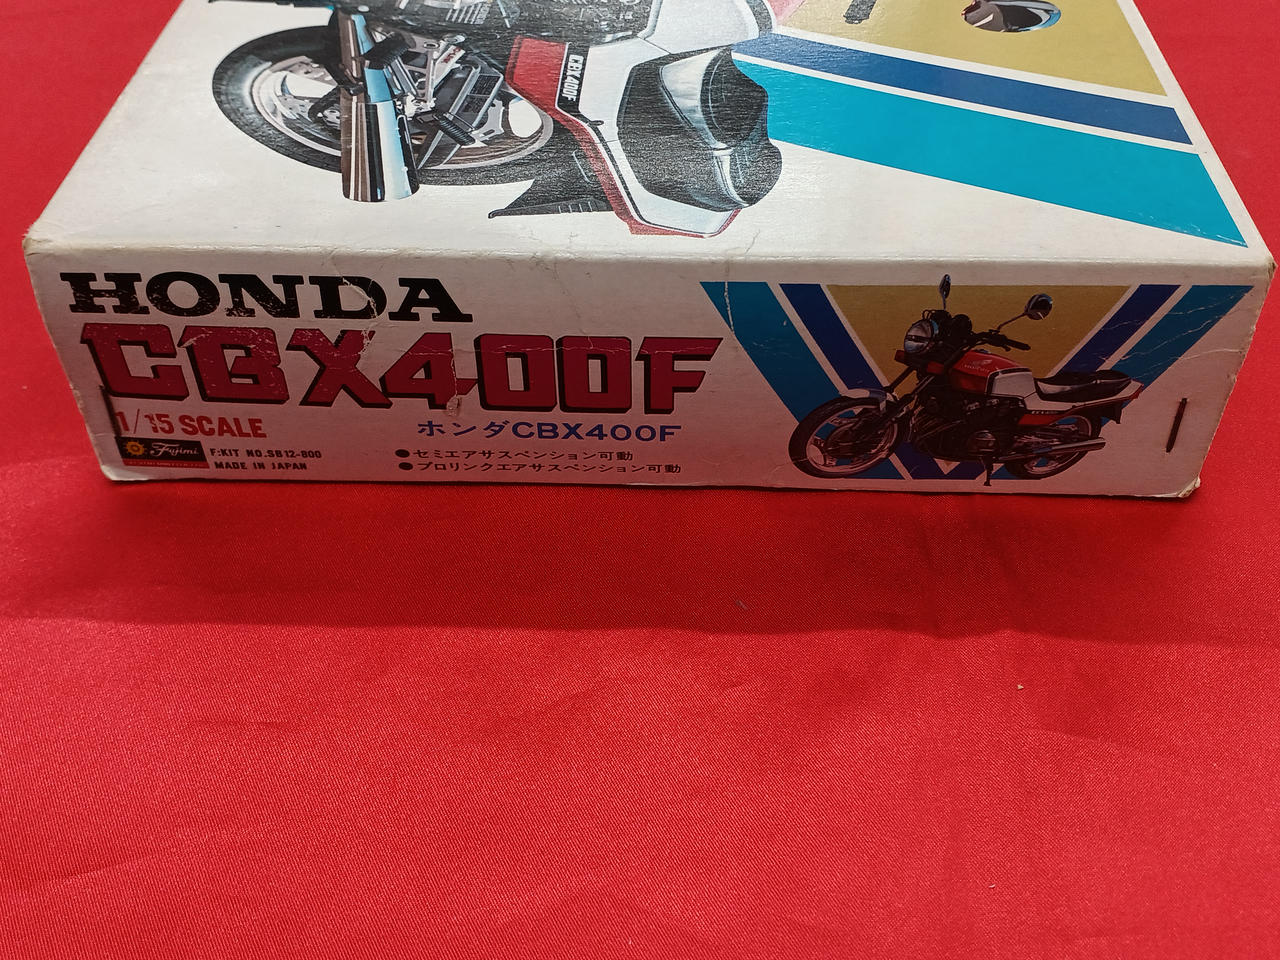 CBX400F
HONDA
CBX400F
1/15 SCALE
ホンダCBX400F
Fujimi
F:KIT NO.SB12-800
MADE IN JAPAN
●セミエアサスペンション可動
●プロリンクエアサスペンション可動